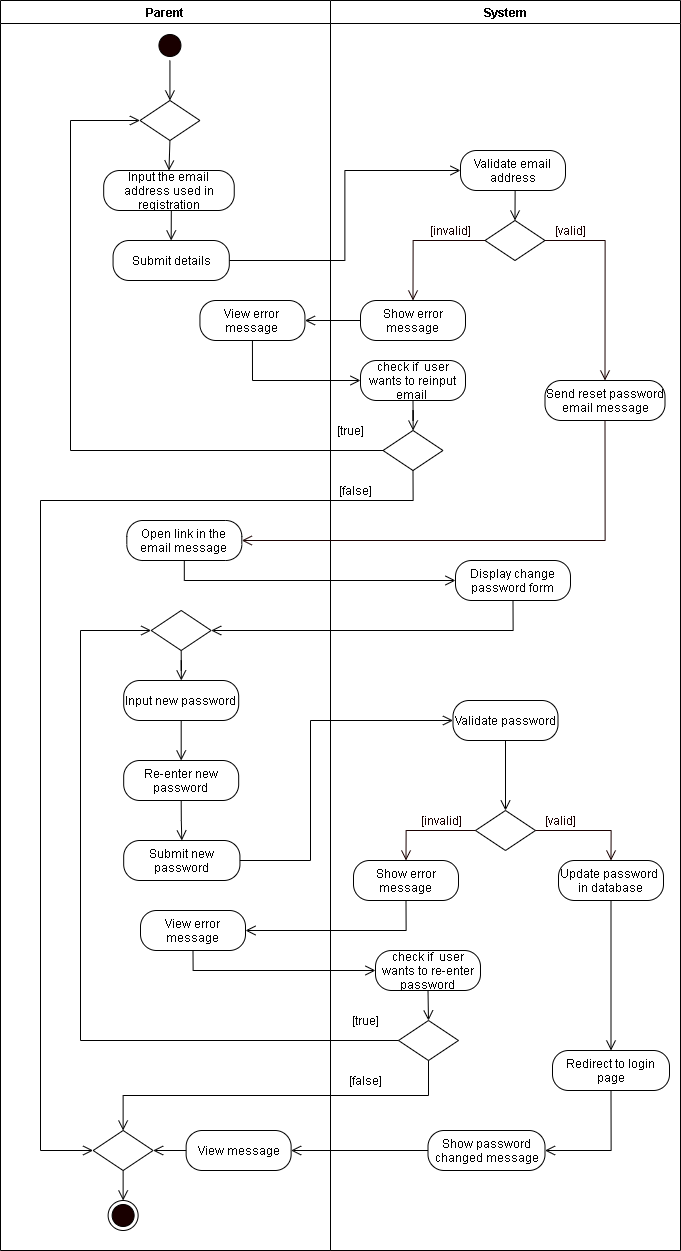 Parent
System
Input the email
address used in
registration
Validate email
address
Submit details
[invalid]
[valid]
View error
message
Show error
message
check if  user
wants to reinput
email
Send reset password
email message
[true]
[false]
Open link in the
email message
Display change
password form
Input new password
Validate password
Re-enter new
password
[invalid]
[valid]
Submit new
password
Show error
message
Update password
in database
View error
message
check if  user
wants to re-enter
password
[true]
Redirect to login
page
[false]
View message
Show password
changed message